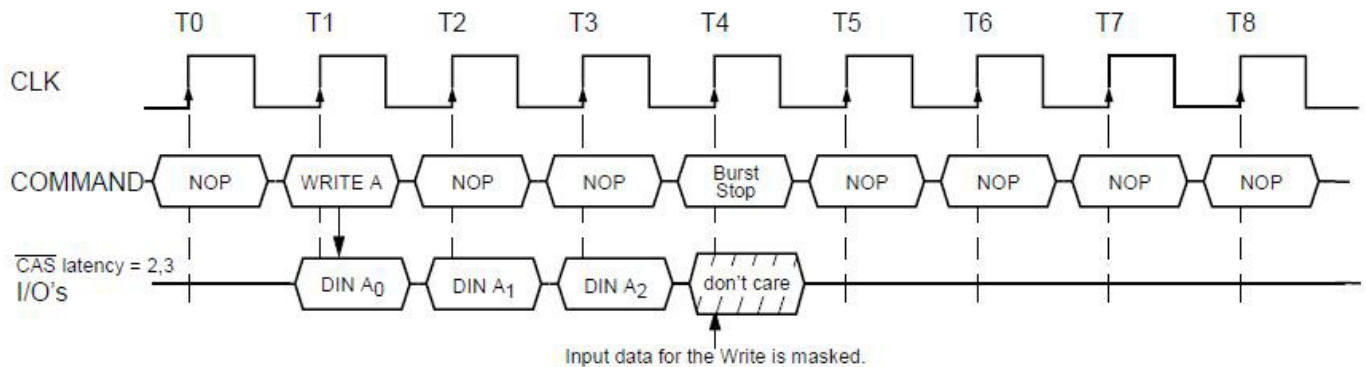 T0 T1 T2 T3 T4 T5 T6 T7 T8
CLK
COMMAND NOP WRITE A NOP NOP Burst Stop NOP NOP NOP NOP
CAS latency = 2,3
I/O's DIN A0 DIN A1 DIN A2 don't care
Input data for the Write is masked.